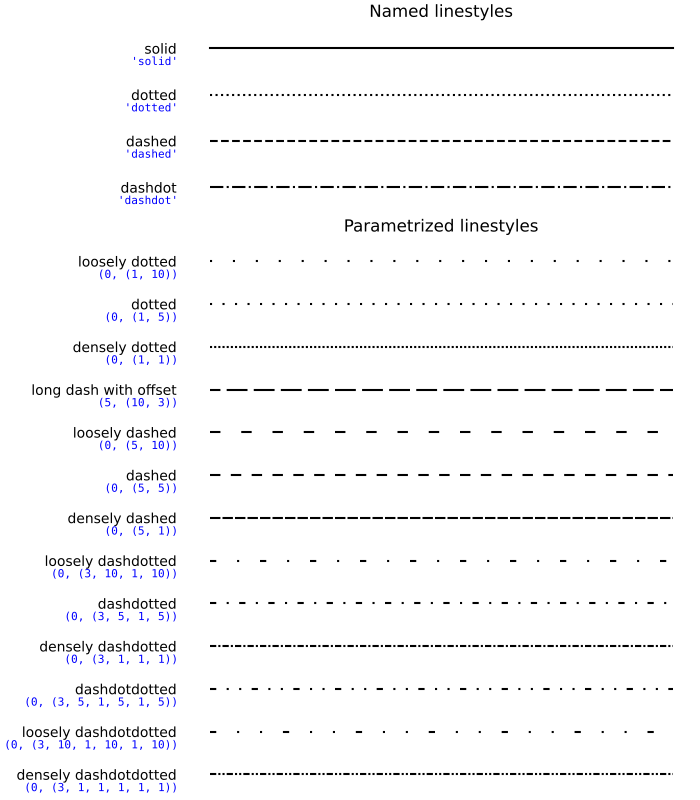 Named linestyles
solid
'solid'
dotted
'dotted'
dashed
'dashed'
dashdot
'dashdot'
Parametrized linestyles
loosely dotted
(0, (1, 10))
dotted
(0, (1, 5))
densely dotted
(0, (1, 1))
long dash with offset
(5, (10, 3))
loosely dashed
(0, (5, 10))
dashed
(0, (5, 5))
densely dashed
(0, (5, 1))
loosely dashdotted
(0, (3, 10, 1, 10))
dashdotted
(0, (3, 5, 1, 5))
densely dashdotted
(0, (3, 1, 1, 1))
dashdotdotted
(0, (3, 5, 1, 5, 1, 5))
loosely dashdotdotted
(0, (3, 10, 1, 10, 1, 10))
densely dashdotdotted
(0, (3, 1, 1, 1, 1, 1))